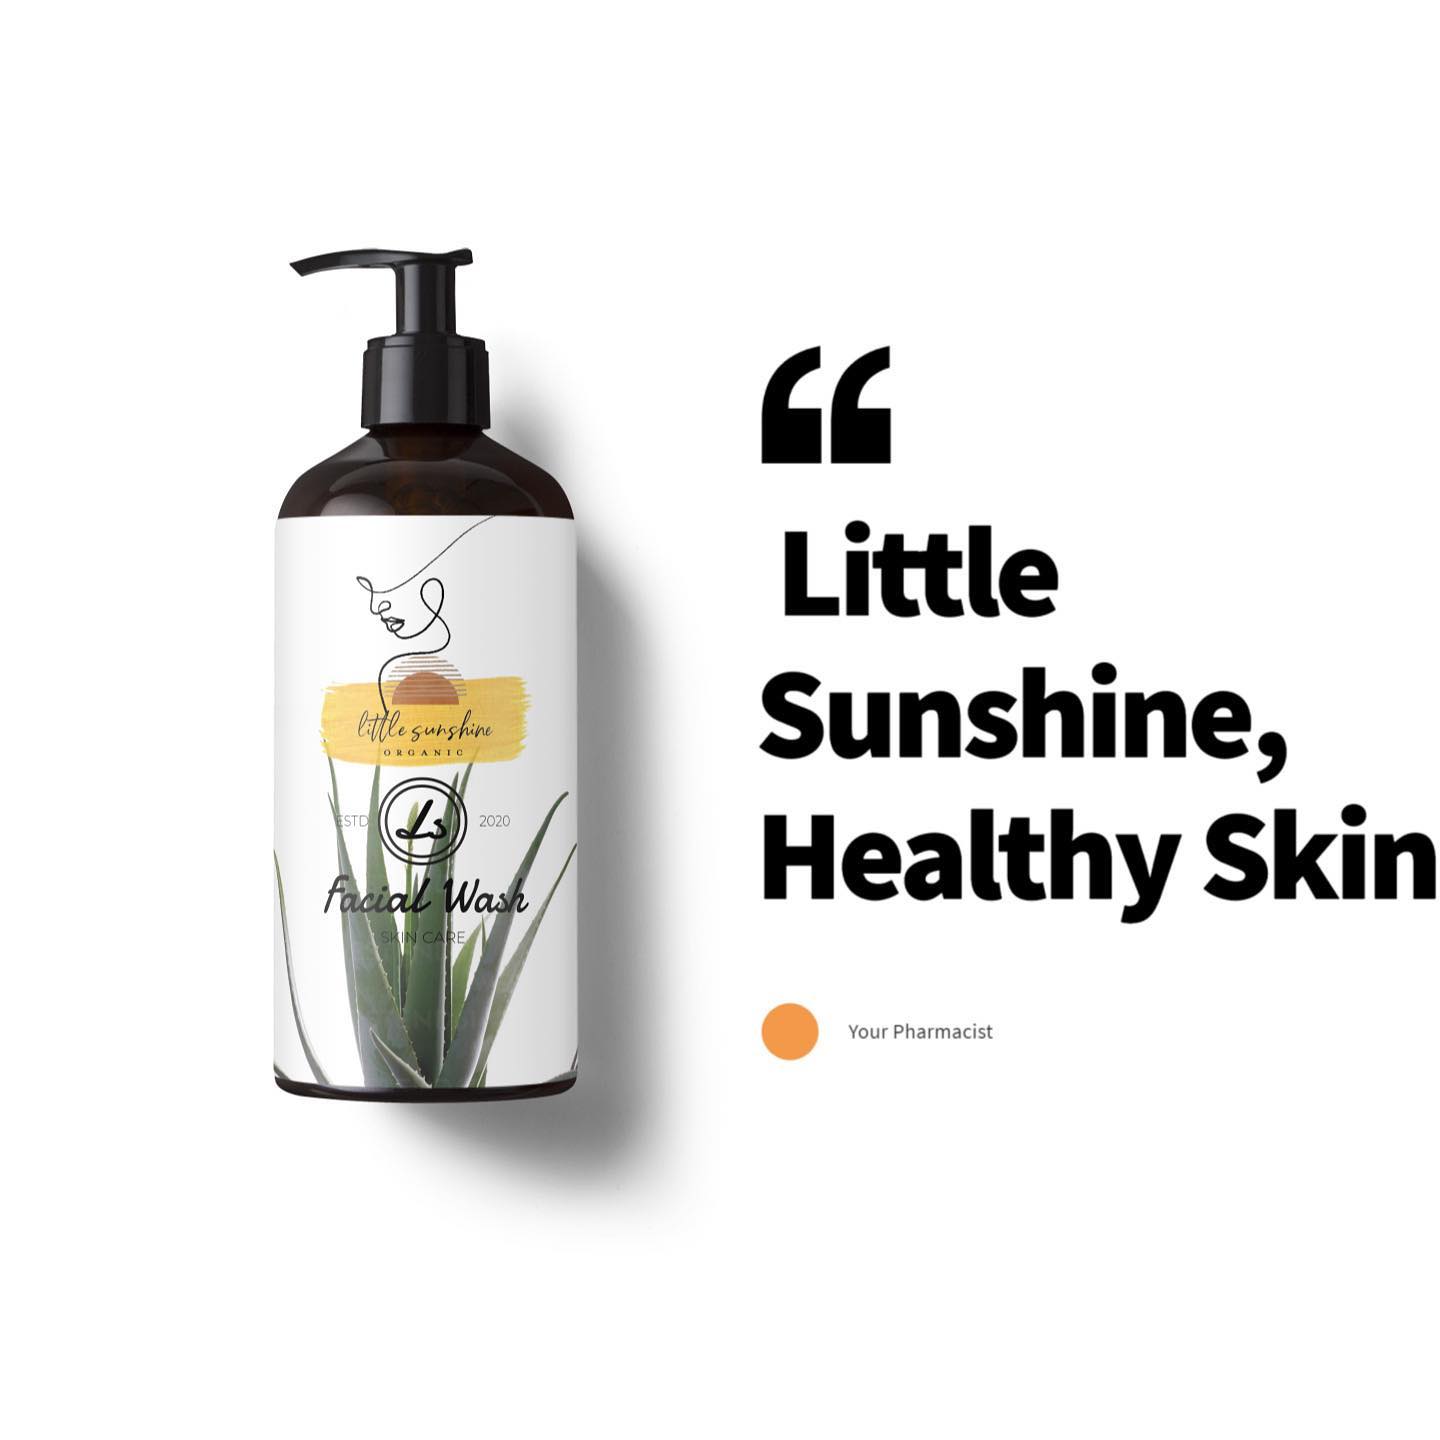 little sunshine
ORGANIC
ESTD Ls 2020
Facial Wash
SKIN CARE
“
Little
Sunshine,
Healthy Skin
Your Pharmacist